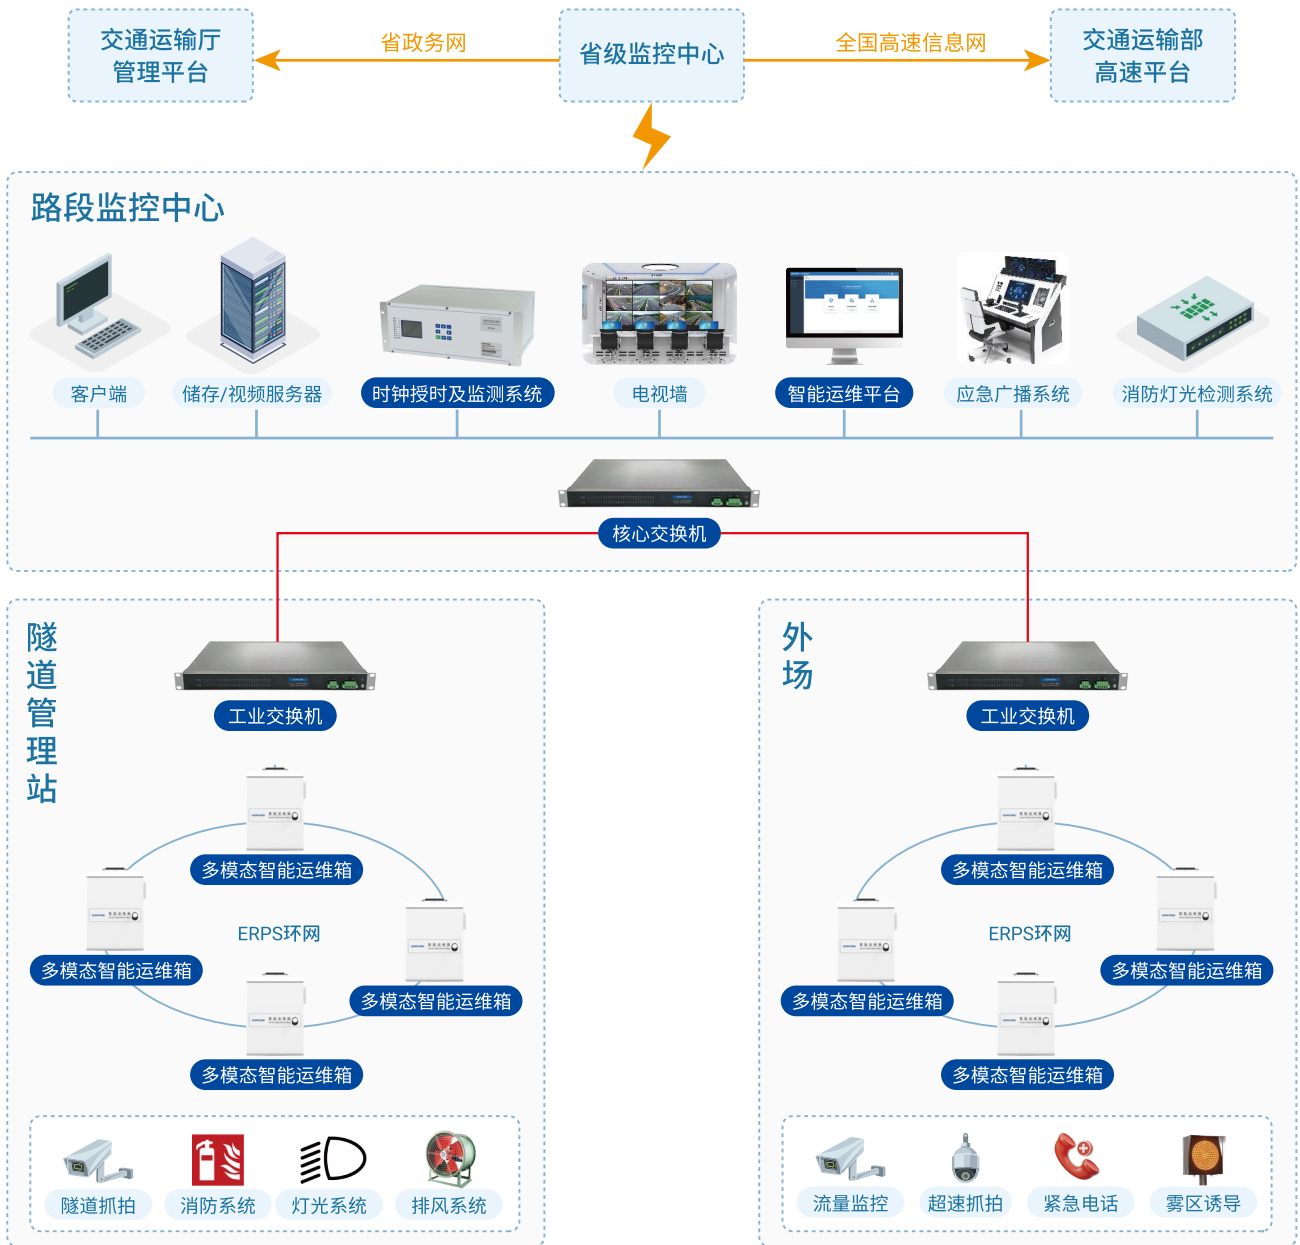 交通运输厅
管理平台
省政务网
省级监控中心
全国高速信息网
交通运输部
高速平台
路段监控中心
客户端
储存/视频服务器
时钟授时及监测系统
电视墙
智能运维平台
应急广播系统
消防灯光检测系统
核心交换机
隧道管理站
工业交换机
多模态智能运维箱
多模态智能运维箱
ERPS环网
多模态智能运维箱
多模态智能运维箱
隧道抓拍
消防系统
灯光系统
排风系统
外场
工业交换机
多模态智能运维箱
多模态智能运维箱
ERPS环网
多模态智能运维箱
多模态智能运维箱
流量监控
超速抓拍
紧急电话
雾区诱导